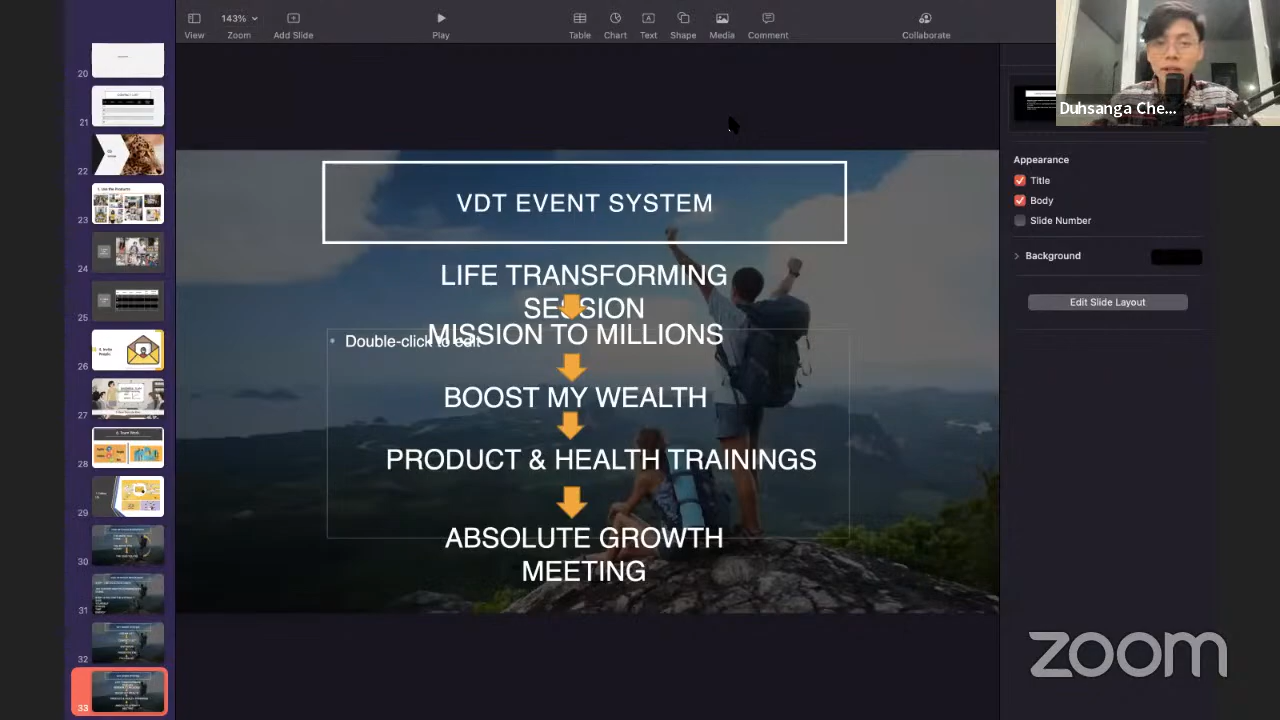 143%
View
Zoom
Add Slide
Play
Table
Chart
Text
Shape
Media
Comment
Collaborate
Duhsanga Che...
20
21
22
23
24
25
26
27
28
29
30
31
32
33
VDT EVENT SYSTEM
LIFE TRANSFORMING
SESSION
MISSION TO MILLIONS
Double-click to edit
BOOST MY WEALTH
PRODUCT & HEALTH TRAININGS
ABSOLUTE GROWTH
MEETING
Appearance
Title
Body
Slide Number
Background
Edit Slide Layout
zoom